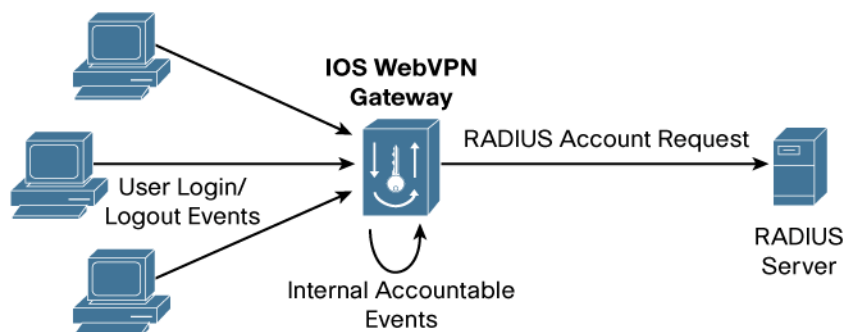 IOS WebVPN
Gateway
RADIUS Account Request
User Login/
Logout Events
RADIUS
Server
Internal Accountable
Events